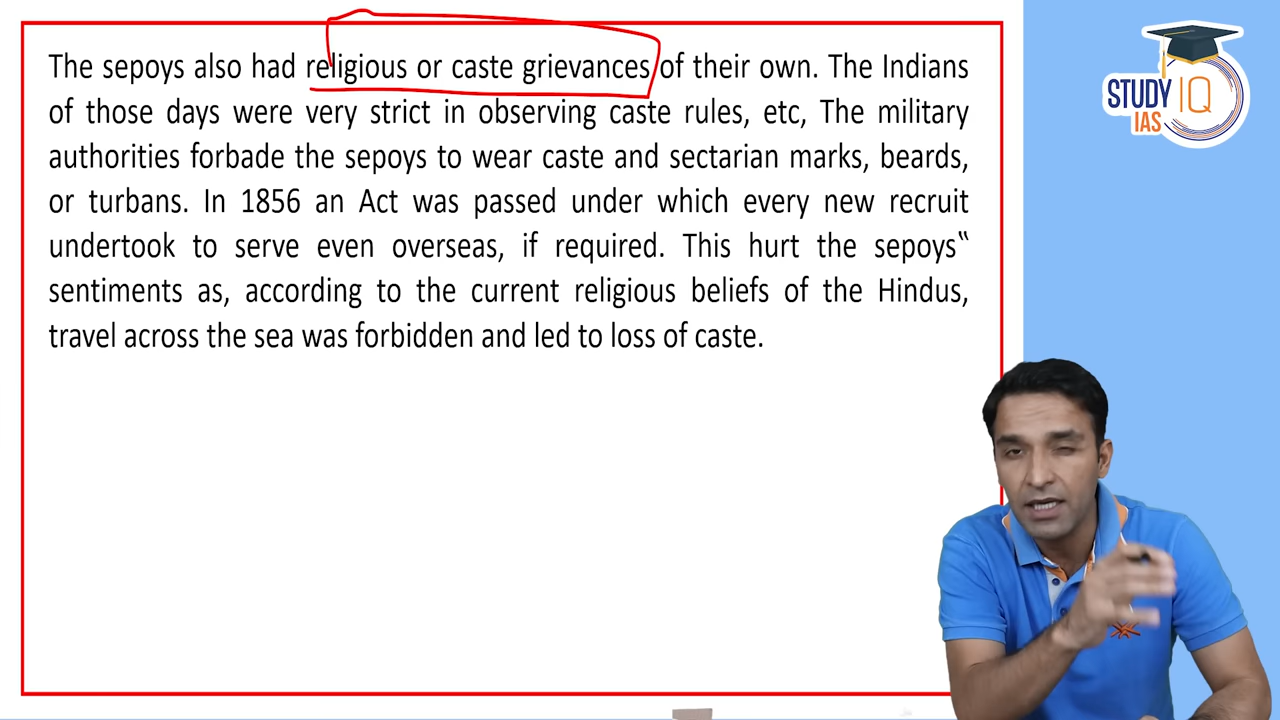 The sepoys also had religious or caste grievances of their own. The Indians
of those days were very strict in observing caste rules, etc, The military
authorities forbade the sepoys to wear caste and sectarian marks, beards,
or turbans. In 1856 an Act was passed under which every new recruit
undertook to serve even overseas, if required. This hurt the sepoys‟
sentiments as, according to the current religious beliefs of the Hindus,
travel across the sea was forbidden and led to loss of caste.
STUDY IQ
IAS